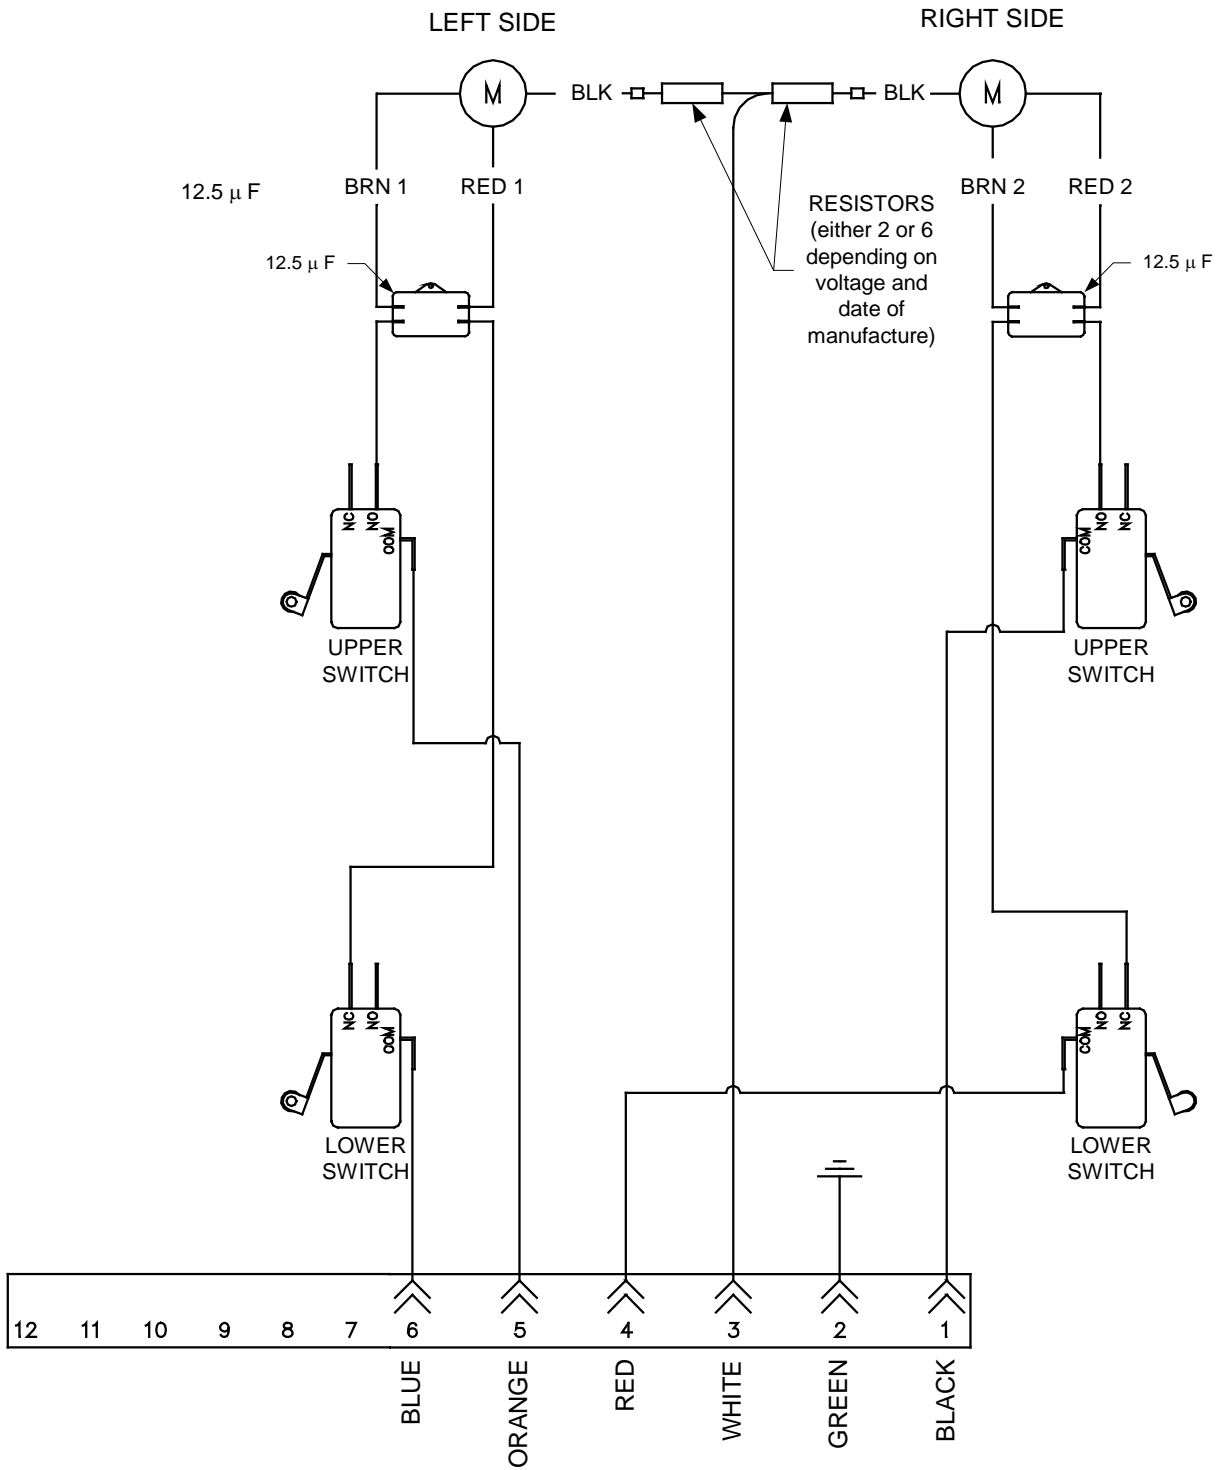 LEFT SIDE
RIGHT SIDE
M
BLK
BLK
M
12.5 µ F
BRN 1
RED 1
BRN 2
RED 2
RESISTORS
(either 2 or 6
depending on
voltage and
date of
manufacture)
12.5 µ F
12.5 µ F
NC
NO
COM
UPPER
SWITCH
COM
NO
NC
UPPER
SWITCH
NC
NO
COM
LOWER
SWITCH
COM
NO
NC
LOWER
SWITCH
12 11 10 9 8 7 6 5 4 3 2 1
BLUE
ORANGE
RED
WHITE
GREEN
BLACK